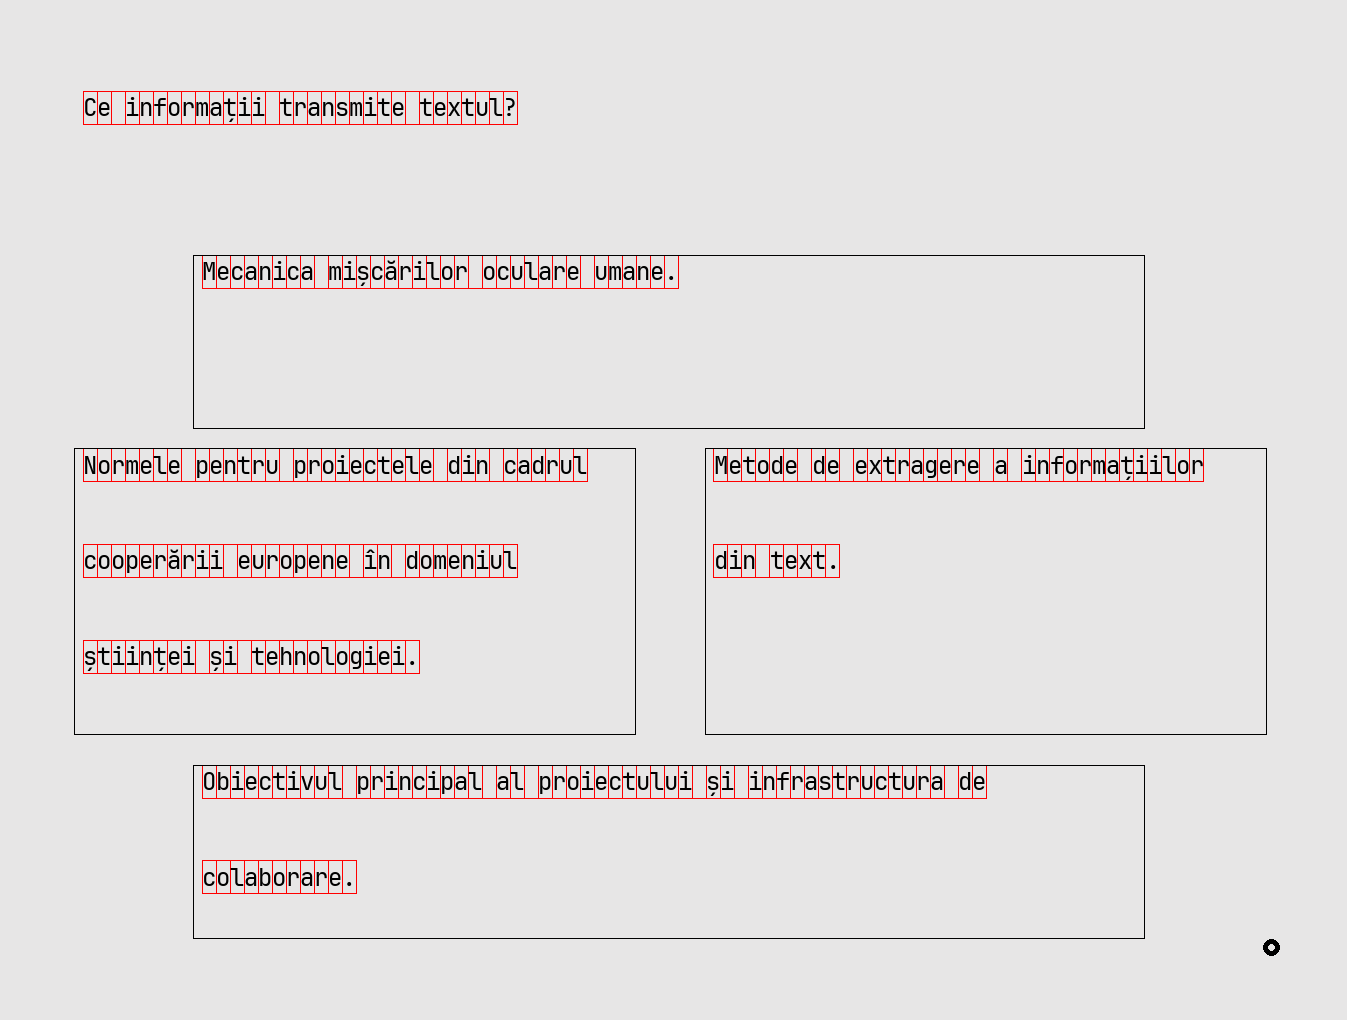 Ce informații transmite textul?
Mecanica mișcărilor oculare umane.
Normele pentru proiectele din cadrul
cooperării europene în domeniul
științei și tehnologiei.
Metode de extragere a informațiilor
din text.
Obiectivul principal al proiectului și infrastructura de
colaborare.